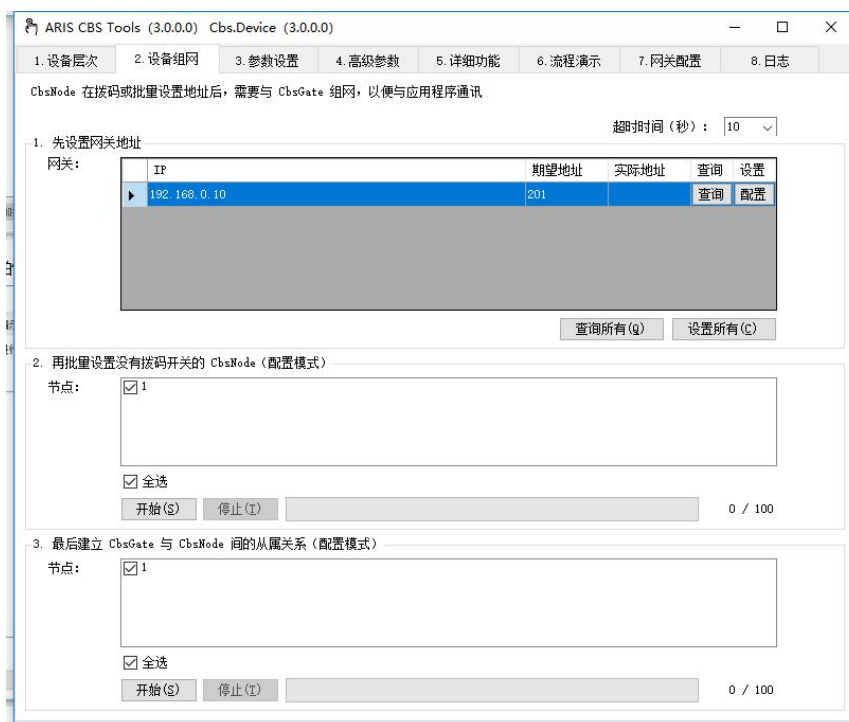 ARIS CBS Tools (3.0.0.0) Cbs.Device (3.0.0.0)
1.设备层次 2.设备组网 3.参数设置 4.高级参数 5.详细功能 6.流程演示 7.网关配置 8.日志
CbsNode 在拨码或批量设置地址后，需要与 CbsGate 组网，以便与应用程序通讯
超时时间（秒）： 10
1. 先设置网关地址
网关：
IP 期望地址 实际地址 查询 设置
192.168.0.10 201 查询 配置
查询所有(Q) 设置所有(C)
2. 再批量设置没有拨码开关的 CbsNode（配置模式）
节点： 1
全选
开始(S) 停止(T) 0 / 100
3. 最后建立 CbsGate 与 CbsNode 间的从属关系（配置模式）
节点： 1
全选
开始(S) 停止(T) 0 / 100